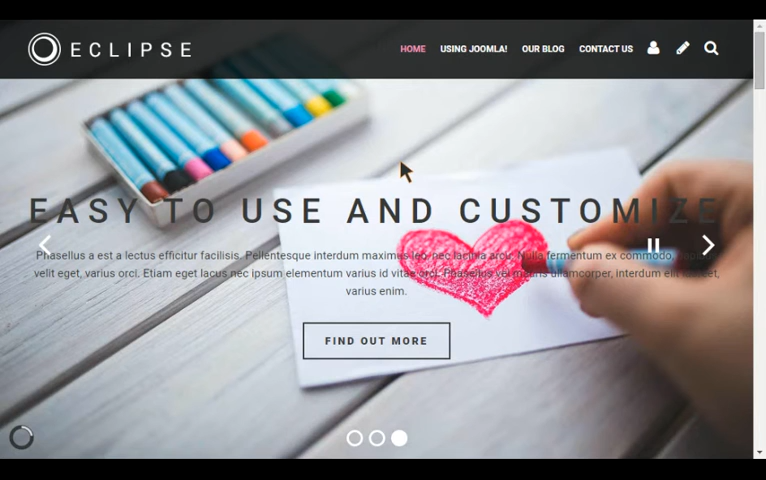 ECLIPSE
HOME USING JOOMLA! OUR BLOG CONTACT US
EASY TO USE AND CUSTOMIZE
Phasellus a est a lectus efficitur facilisis. Pellentesque interdum maximus leo nec lacinia arcu. Nulla fermentum ex commodo,
velit eget, varius orci. Etiam eget lacus nec ipsum elementum varius id vitae orci. Phasellus vel mauris ullamcorper, interdum elit
varius enim.
FIND OUT MORE